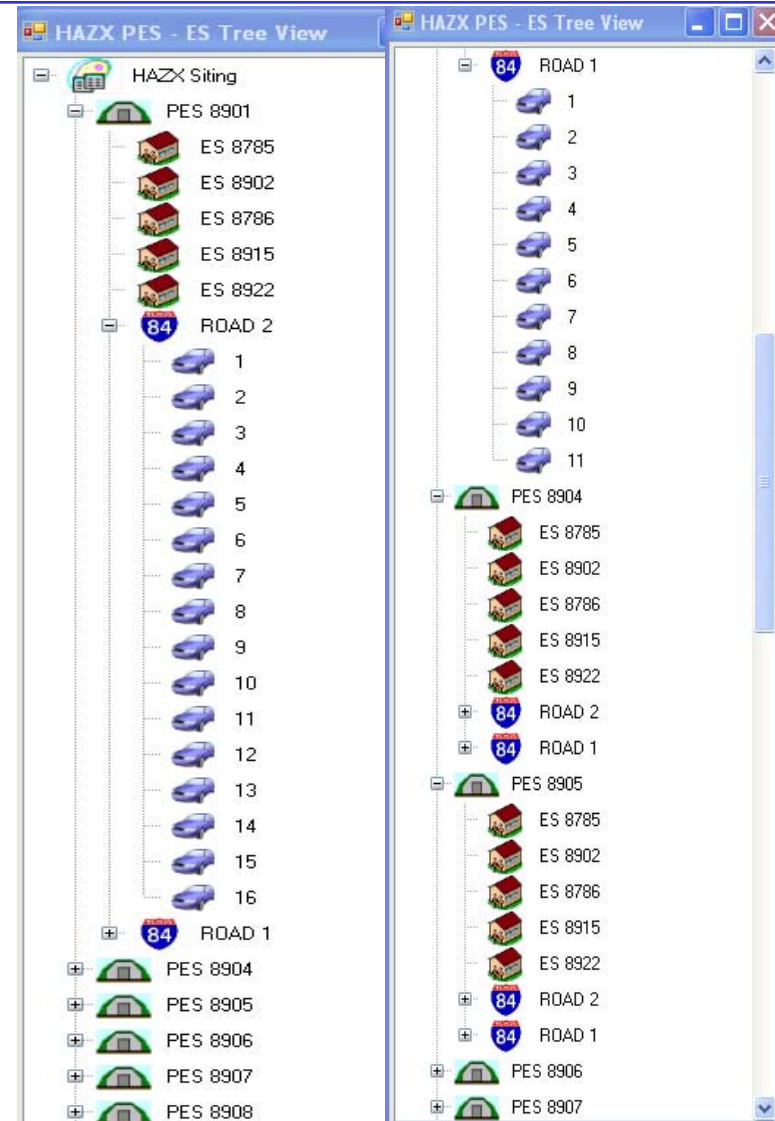 HAZX PES - ES Tree View
HAZX Siting
PES 8901
ES 8785
ES 8902
ES 8786
ES 8915
ES 8922
84 ROAD 2
1
2
3
4
5
6
7
8
9
10
11
12
13
14
15
16
84 ROAD 1
PES 8904
PES 8905
PES 8906
PES 8907
PES 8908
HAZX PES - ES Tree View
84 ROAD 1
1
2
3
4
5
6
7
8
9
10
11
PES 8904
ES 8785
ES 8902
ES 8786
ES 8915
ES 8922
84 ROAD 2
84 ROAD 1
PES 8905
ES 8785
ES 8902
ES 8786
ES 8915
ES 8922
84 ROAD 2
84 ROAD 1
PES 8906
PES 8907